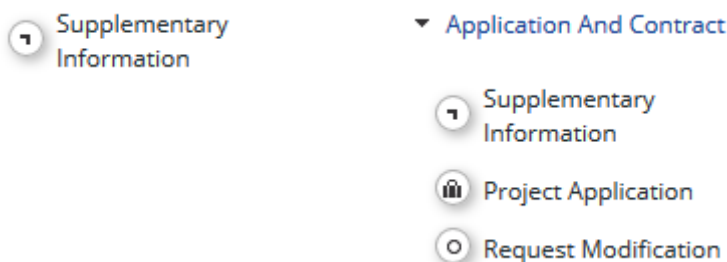 Supplementary
Information
Application And Contract
Supplementary
Information
Project Application
Request Modification